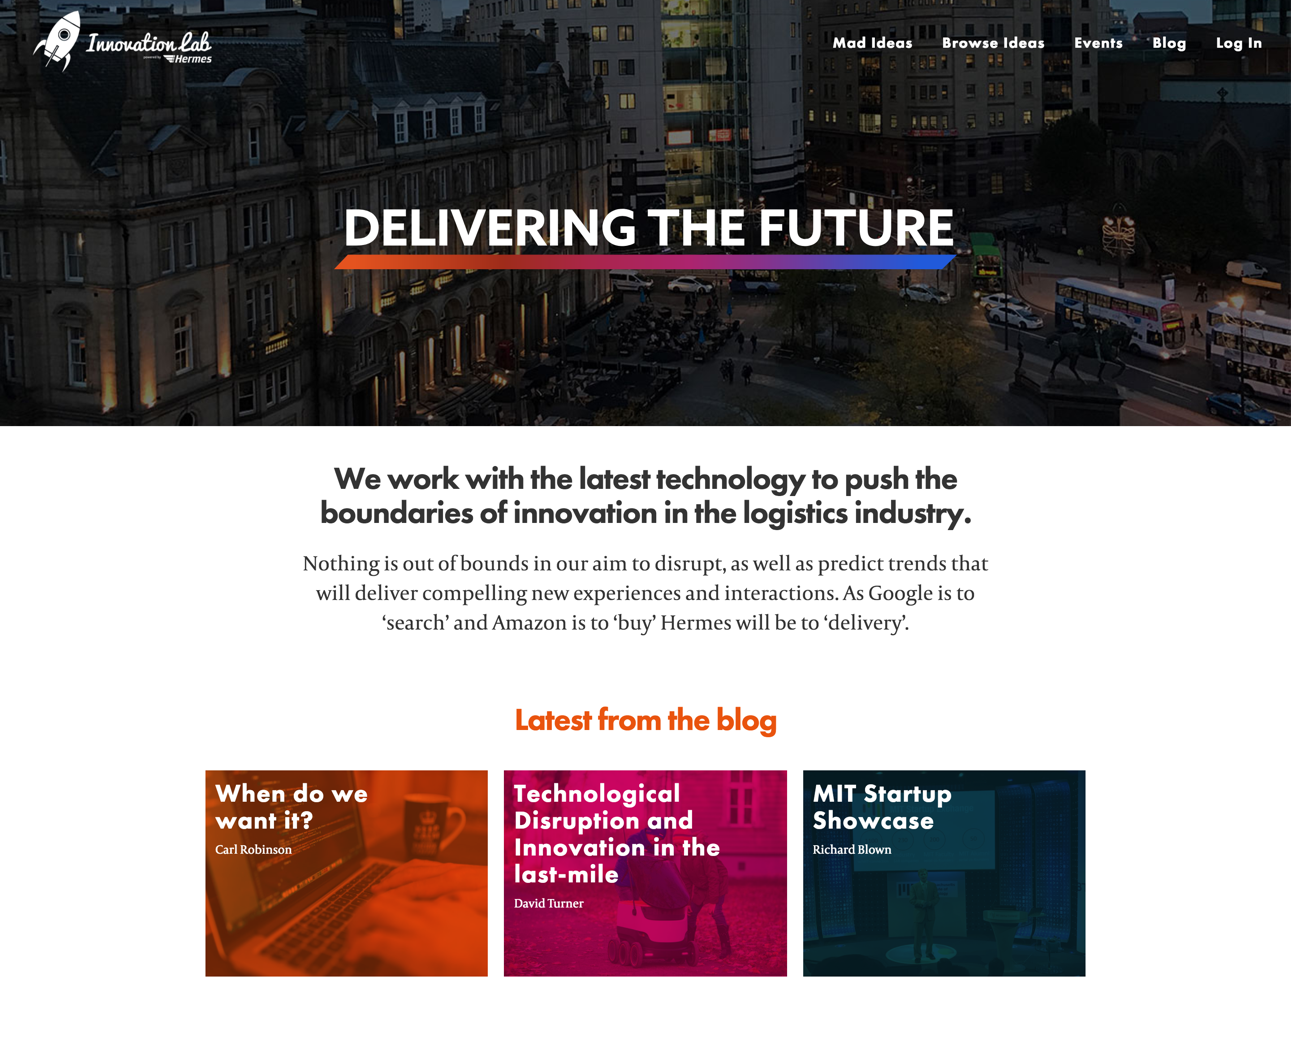 Innovation Lab
powered by Hermes
Mad Ideas Browse Ideas Events Blog Log In
DELIVERING THE FUTURE
We work with the latest technology to push the
boundaries of innovation in the logistics industry.
Nothing is out of bounds in our aim to disrupt, as well as predict trends that
will deliver compelling new experiences and interactions. As Google is to
‘search’ and Amazon is to ‘buy’ Hermes will be to ‘delivery’.
Latest from the blog
When do we
want it?
Carl Robinson
Technological
Disruption and
Innovation in the
last-mile
David Turner
MIT Startup
Showcase
Richard Blown